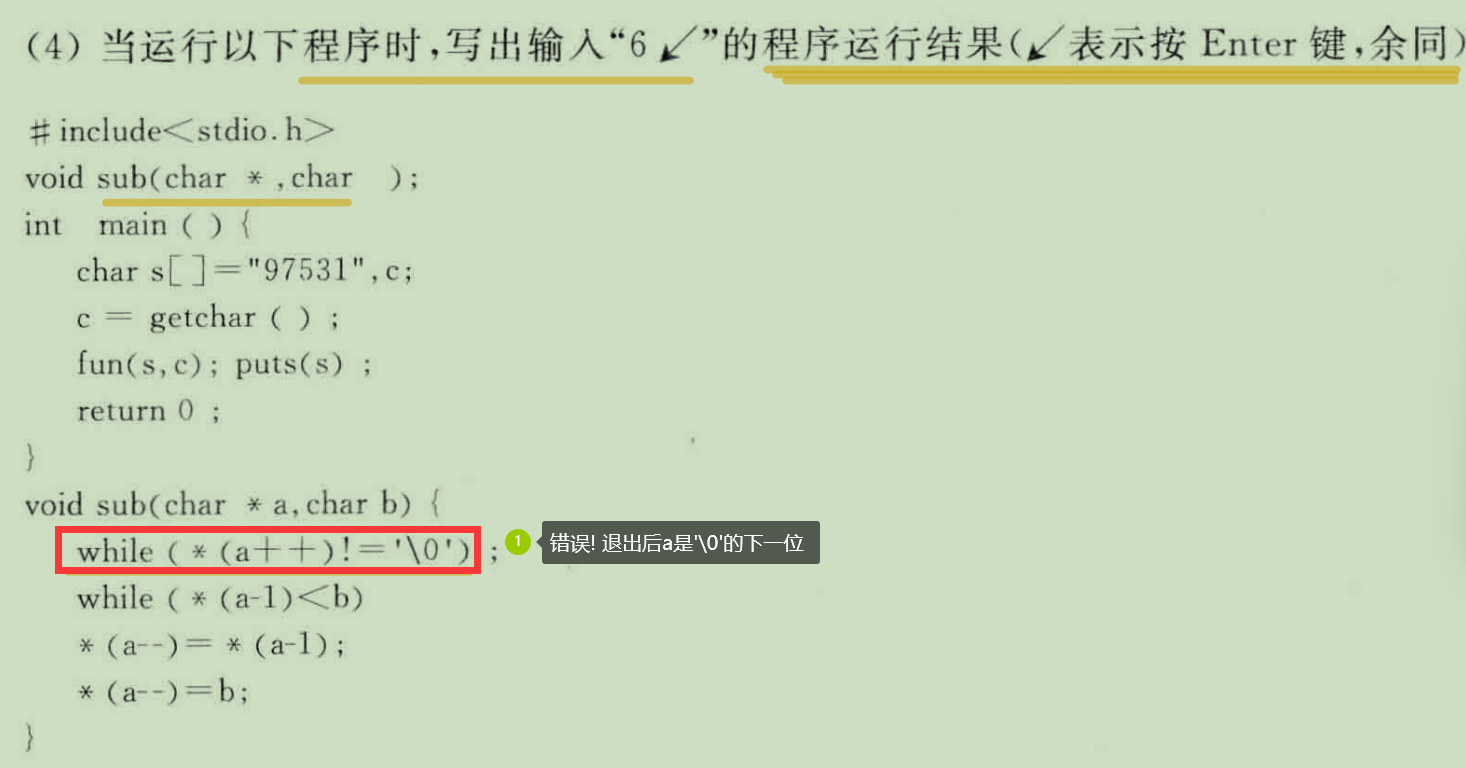 (4) 当运行以下程序时,写出输入“6 ↙”的程序运行结果(↙表示按 Enter 键,余同)
#include<stdio.h>
void sub(char * ,char );
int main ( ) {
char s[ ]="97531",c;
c = getchar ( ) ;
fun(s,c); puts(s) ;
return 0 ;
}
void sub(char * a,char b) {
while ( * (a++)!='\0') ; 1 错误! 退出后a是'\0'的下一位
while ( * (a-1)<b)
* (a--)= * (a-1);
* (a--)=b;
}